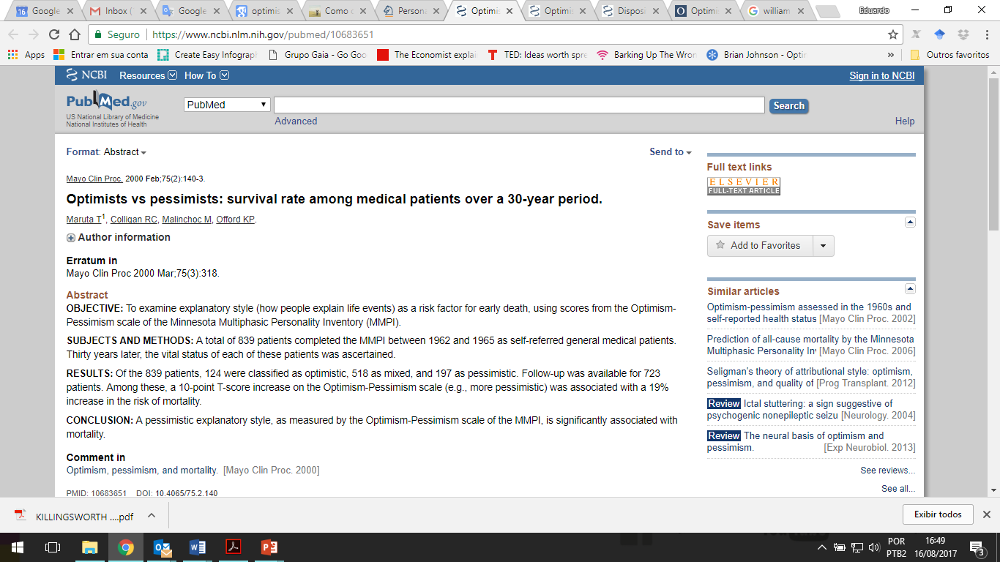 16 Google
Inbox (
Google
optimis
Como c
Persona
Optimis
Optimis
Disposi
Optimi
william
Eduardo
Seguro | https://www.ncbi.nlm.nih.gov/pubmed/10683651
Apps
Entrar em sua conta
Create Easy Infograph
Grupo Gaia - Go Goo
The Economist explai
TED: Ideas worth spre
Barking Up The Wron
Brian Johnson - Opti
»
Outros favoritos
NCBI Resources How To
Sign in to NCBI
PubMed.gov
US National Library of Medicine
National Institutes of Health
PubMed
Search
Advanced
Help
Format: Abstract
Send to
Mayo Clin Proc. 2000 Feb;75(2):140-3.
Optimists vs pessimists: survival rate among medical patients over a 30-year period.
Maruta T1, Colligan RC, Malinchoc M, Offord KP.
Author information
Erratum in
Mayo Clin Proc 2000 Mar;75(3):318.
Abstract
OBJECTIVE: To examine explanatory style (how people explain life events) as a risk factor for early death, using scores from the Optimism-
Pessimism scale of the Minnesota Multiphasic Personality Inventory (MMPI).
SUBJECTS AND METHODS: A total of 839 patients completed the MMPI between 1962 and 1965 as self-referred general medical patients.
Thirty years later, the vital status of each of these patients was ascertained.
RESULTS: Of the 839 patients, 124 were classified as optimistic, 518 as mixed, and 197 as pessimistic. Follow-up was available for 723
patients. Among these, a 10-point T-score increase on the Optimism-Pessimism scale (e.g., more pessimistic) was associated with a 19%
increase in the risk of mortality.
CONCLUSION: A pessimistic explanatory style, as measured by the Optimism-Pessimism scale of the MMPI, is significantly associated with
mortality.
Comment in
Optimism, pessimism, and mortality. [Mayo Clin Proc. 2000]
PMID: 10683651 DOI: 10.4065/75.2.140
Full text links
ELSEVIER
FULL-TEXT ARTICLE
Save items
Add to Favorites
Similar articles
Optimism-pessimism assessed in the 1960s and
self-reported health status [Mayo Clin Proc. 2002]
Prediction of all-cause mortality by the Minnesota
Multiphasic Personality Inv [Mayo Clin Proc. 2006]
Seligman's theory of attributional style: optimism,
pessimism, and quality of [Prog Transplant. 2012]
Review Ictal stuttering: a sign suggestive of
psychogenic nonepileptic seizu [Neurology. 2004]
Review The neural basis of optimism and
pessimism. [Exp Neurobiol. 2013]
See reviews...
See all...
KILLINGSWORTH ....pdf
Exibir todos
POR
PTB2
16:49
16/08/2017
3